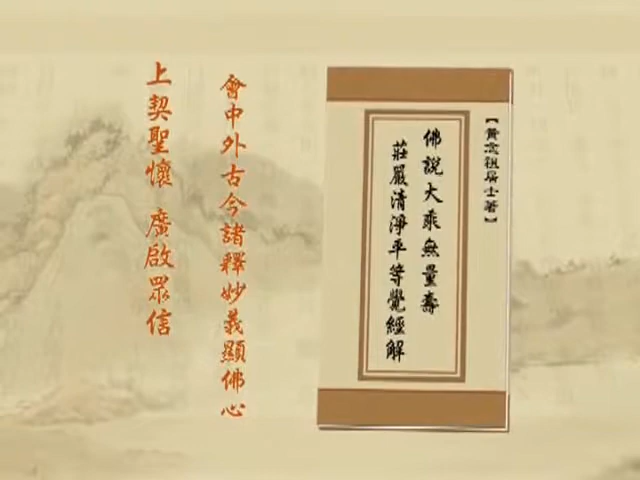 【黃念祖居士著】
佛說大乘無量壽
莊嚴清淨平等覺經解
會中外古今諸釋妙義顯佛心
上契聖懷 廣啟眾信